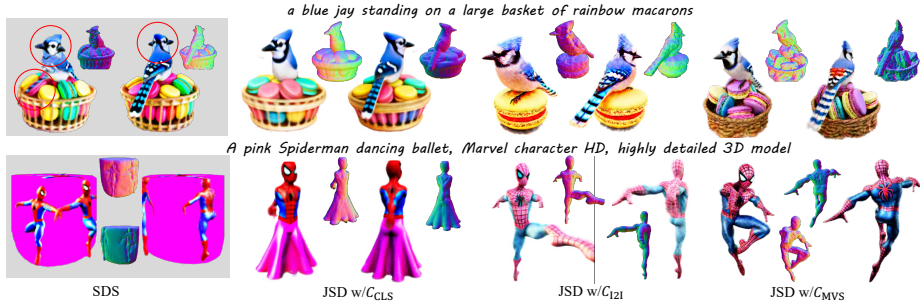 a blue jay standing on a large basket of rainbow macarons
A pink Spiderman dancing ballet, Marvel character HD, highly detailed 3D model
SDS
JSD w/C_CLS
JSD w/C_I2I
JSD w/C_MVS